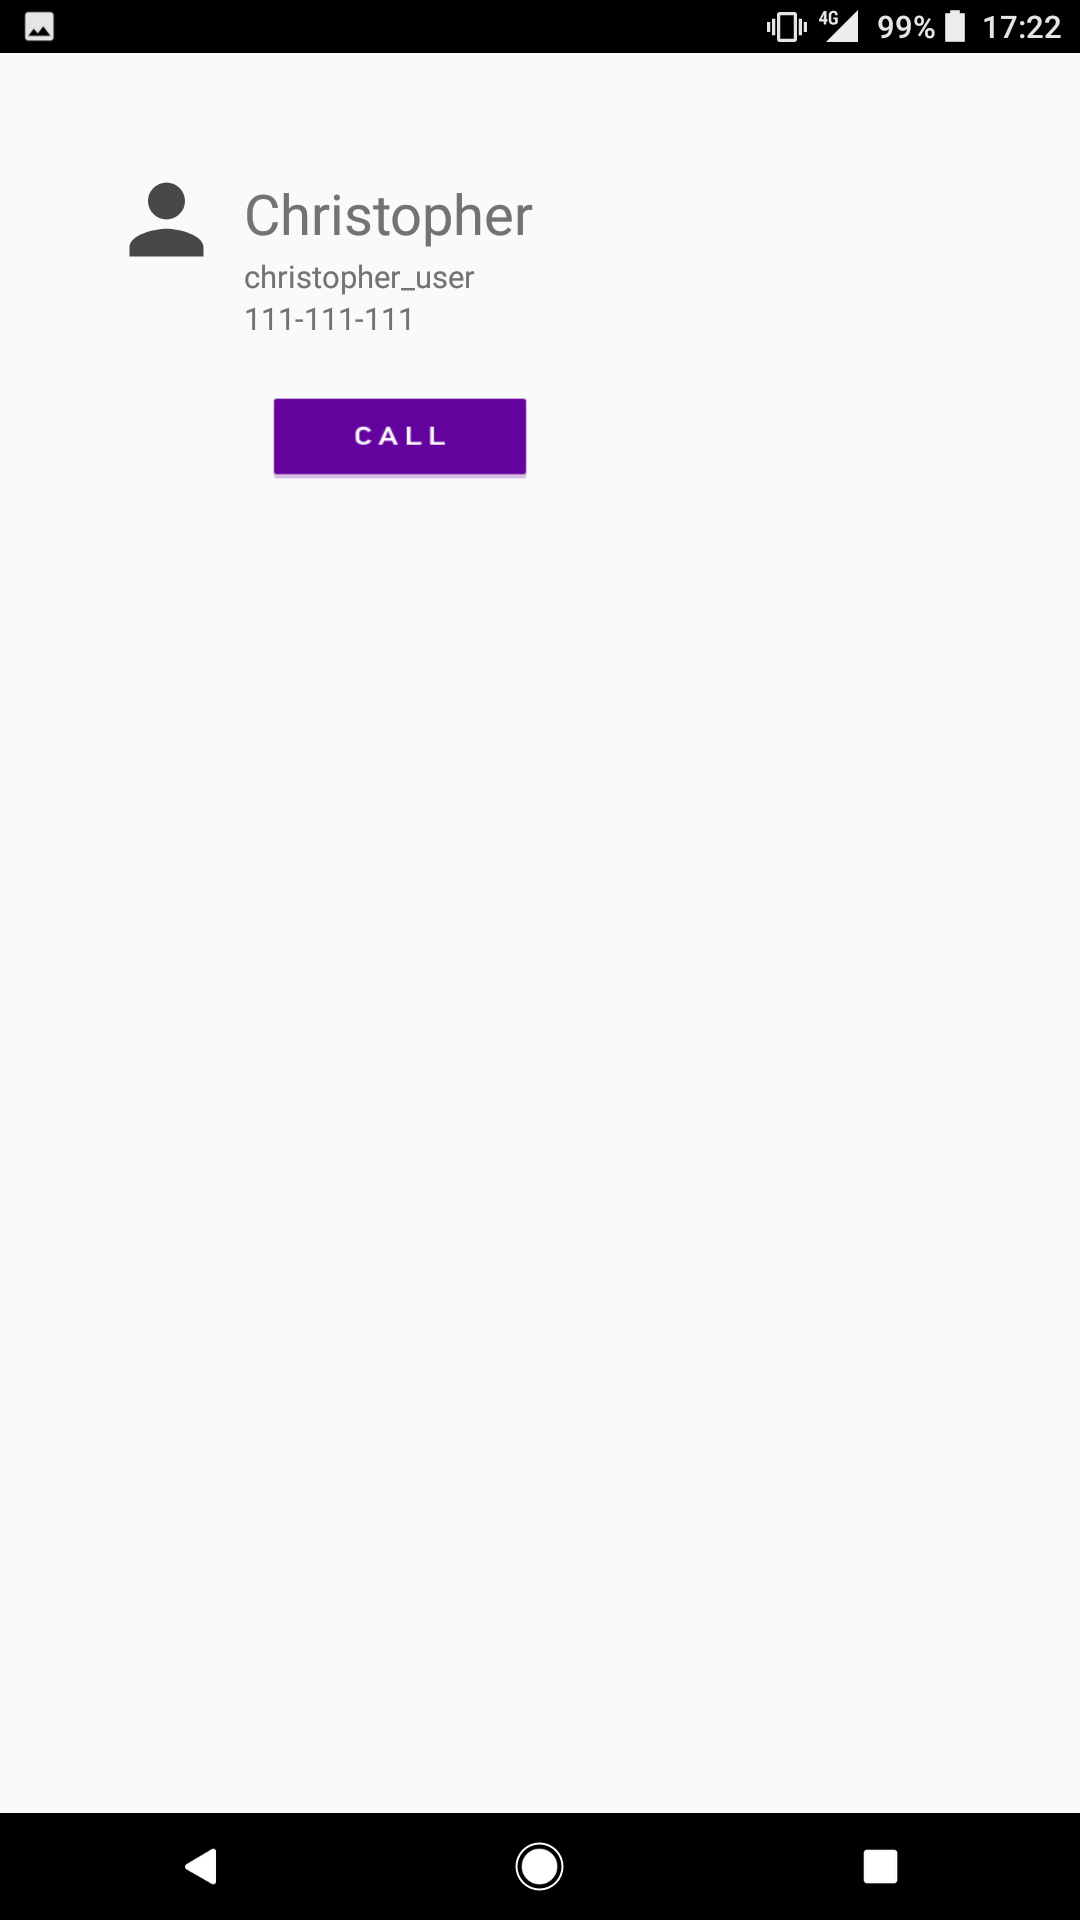 4G 99% 17:22
Christopher
christopher_user
111-111-111
CALL